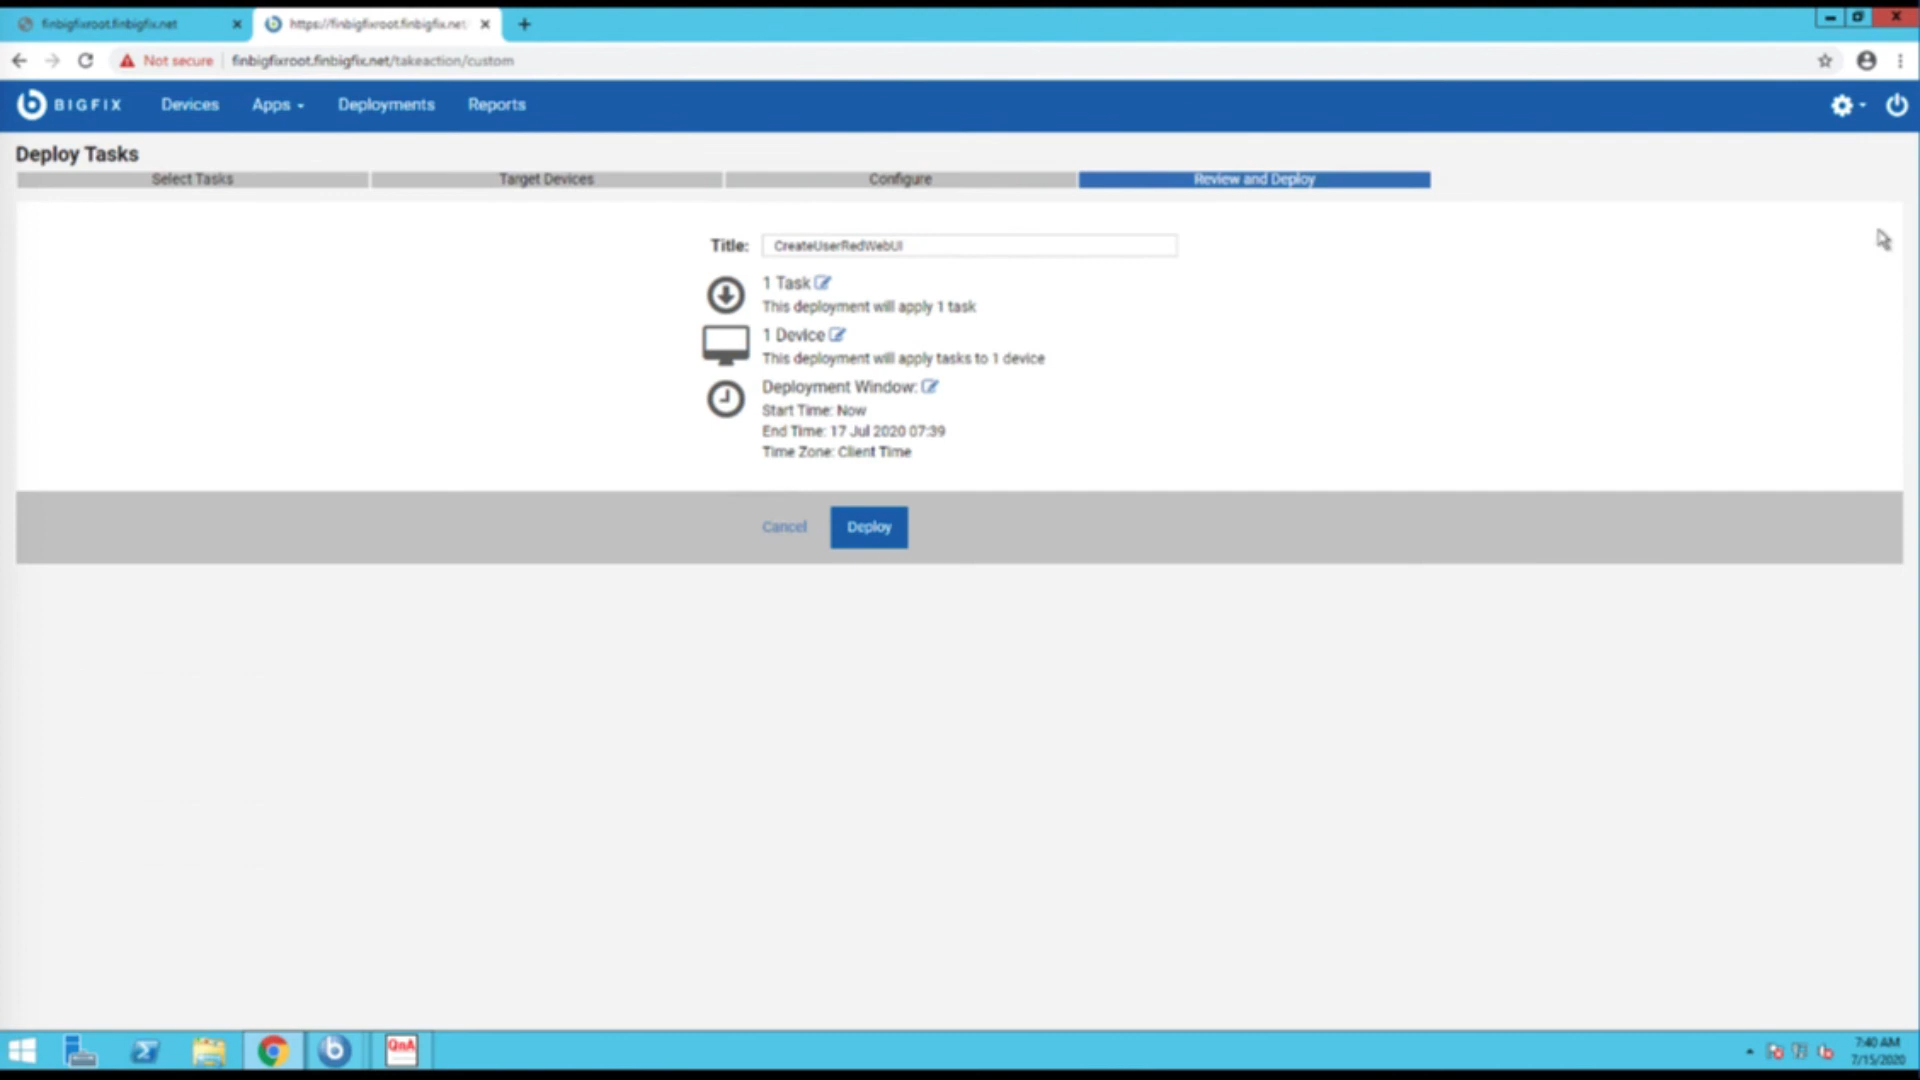 finbigfixroot.finbigfix.net
https://finbigfixroot.finbigfix.net
Not secure
finbigfixroot.finbigfix.net/takeaction/custom
BIGFIX
Devices
Apps
Deployments
Reports
Deploy Tasks
Select Tasks
Target Devices
Configure
Review and Deploy
Title:
CreateUserRedWebUI
1 Task
This deployment will apply 1 task
1 Device
This deployment will apply tasks to 1 device
Deployment Window:
Start Time: Now
End Time: 17 Jul 2020 07:39
Time Zone: Client Time
Cancel
Deploy
QnA
7:40 AM
7/15/2020